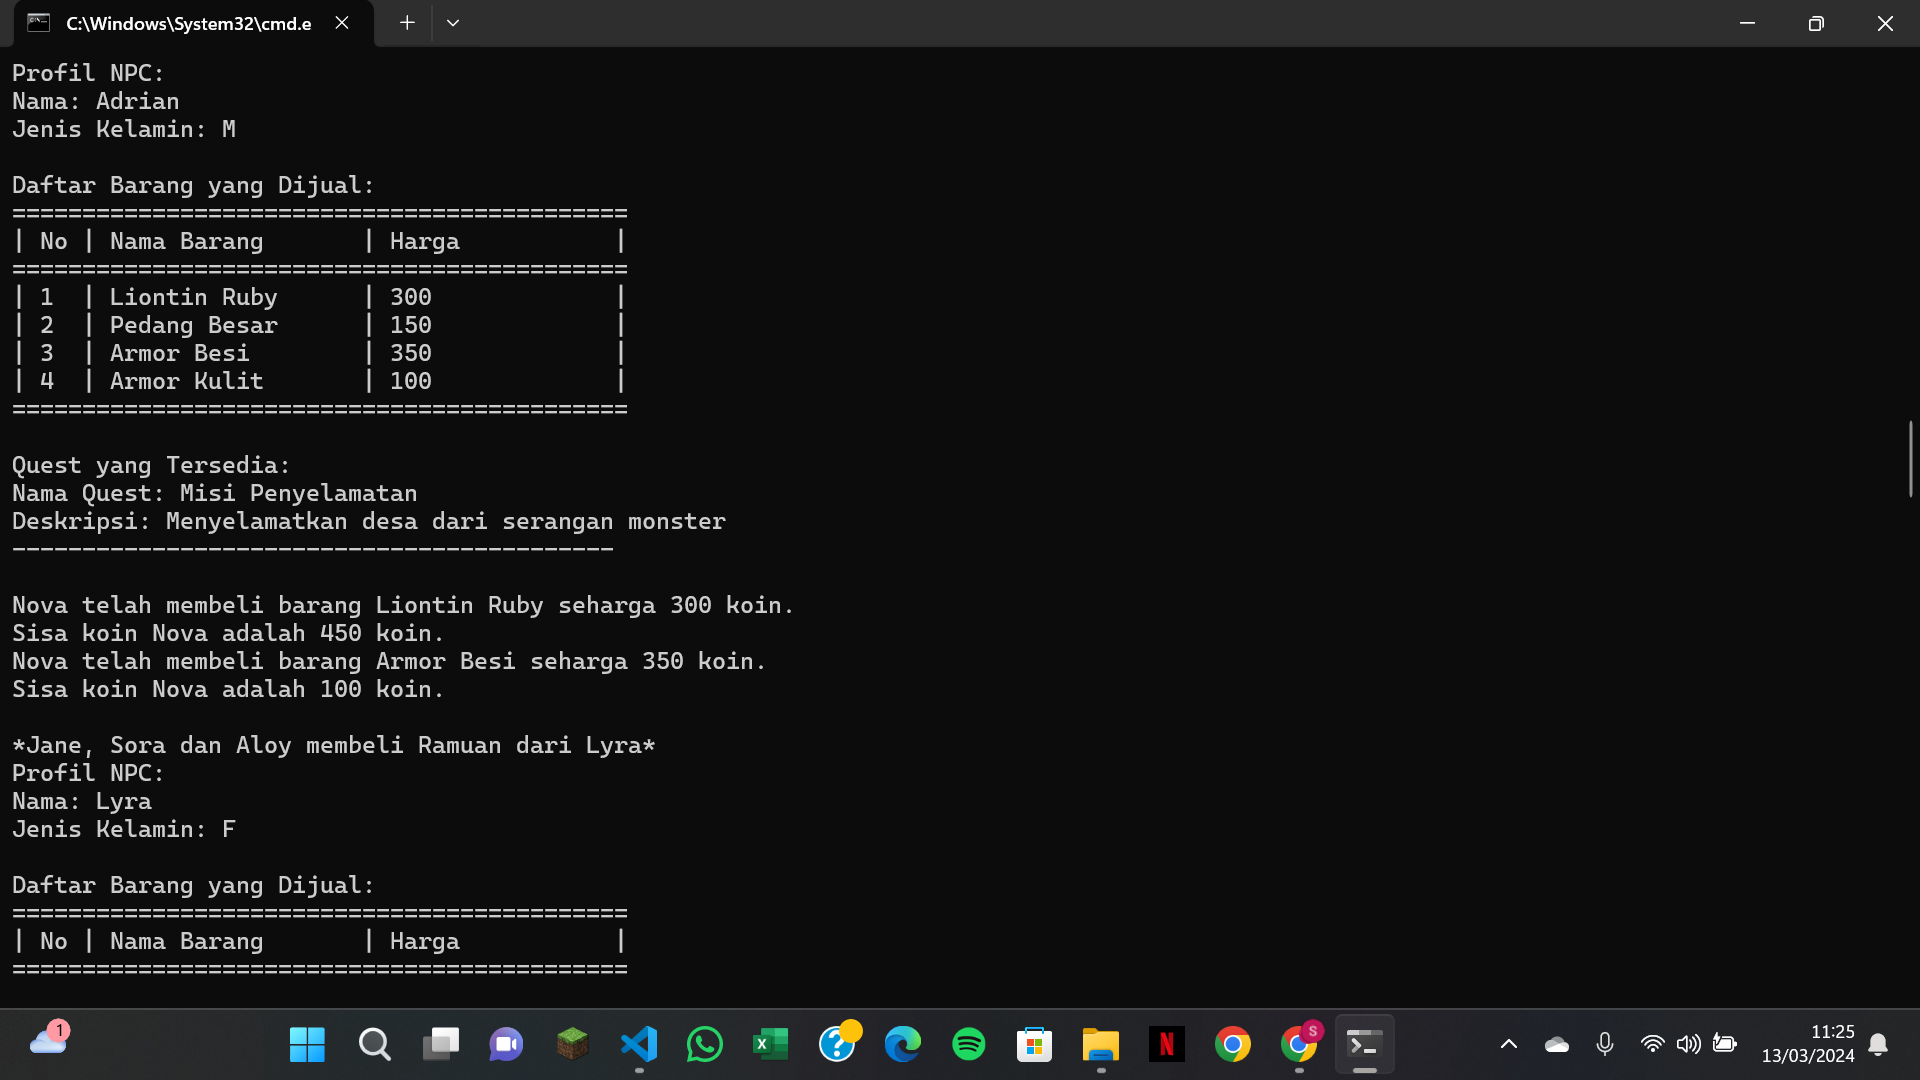 C:\Windows\System32\cmd.e
Profil NPC:
Nama: Adrian
Jenis Kelamin: M
Daftar Barang yang Dijual:
============================================
| No | Nama Barang       | Harga           |
============================================
| 1  | Liontin Ruby      | 300             |
| 2  | Pedang Besar      | 150             |
| 3  | Armor Besi        | 350             |
| 4  | Armor Kulit       | 100             |
============================================
Quest yang Tersedia:
Nama Quest: Misi Penyelamatan
Deskripsi: Menyelamatkan desa dari serangan monster
-------------------------------------------
Nova telah membeli barang Liontin Ruby seharga 300 koin.
Sisa koin Nova adalah 450 koin.
Nova telah membeli barang Armor Besi seharga 350 koin.
Sisa koin Nova adalah 100 koin.
*Jane, Sora dan Aloy membeli Ramuan dari Lyra*
Profil NPC:
Nama: Lyra
Jenis Kelamin: F
Daftar Barang yang Dijual:
============================================
| No | Nama Barang       | Harga           |
============================================
1
S
11:25
13/03/2024